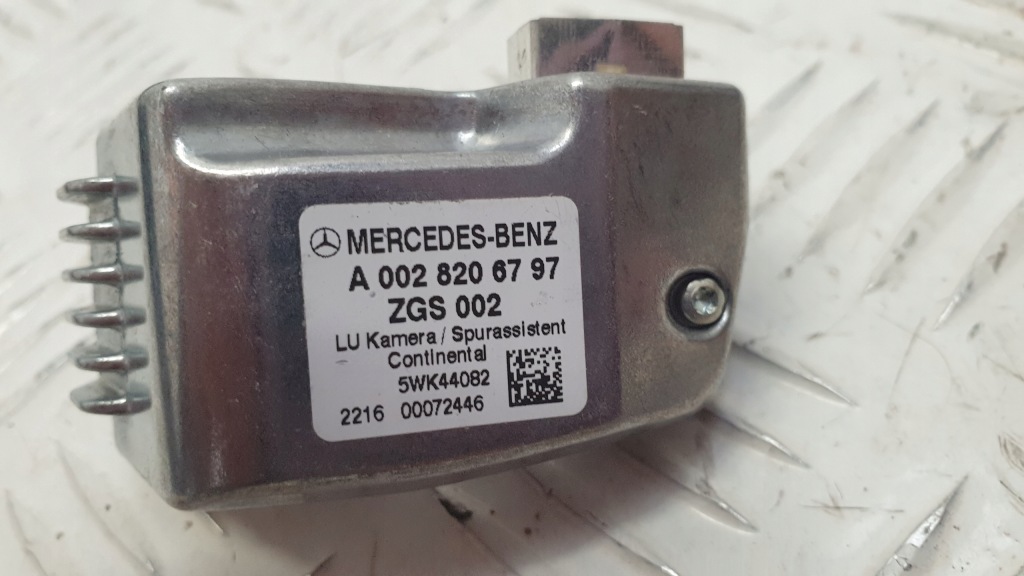 MERCEDES-BENZ
A 002 820 67 97
ZGS 002
LU Kamera / Spurassistent
Continental
5WK44082
2216 00072446